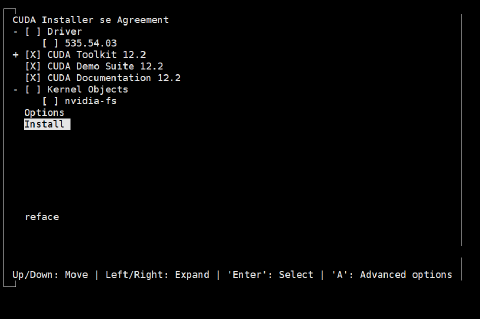 CUDA Installer se Agreement
- [ ] Driver
[ ] 535.54.03
+ [X] CUDA Toolkit 12.2
[X] CUDA Demo Suite 12.2
[X] CUDA Documentation 12.2
- [ ] Kernel Objects
[ ] nvidia-fs
Options
Install
reface
Up/Down: Move | Left/Right: Expand | 'Enter': Select | 'A': Advanced options